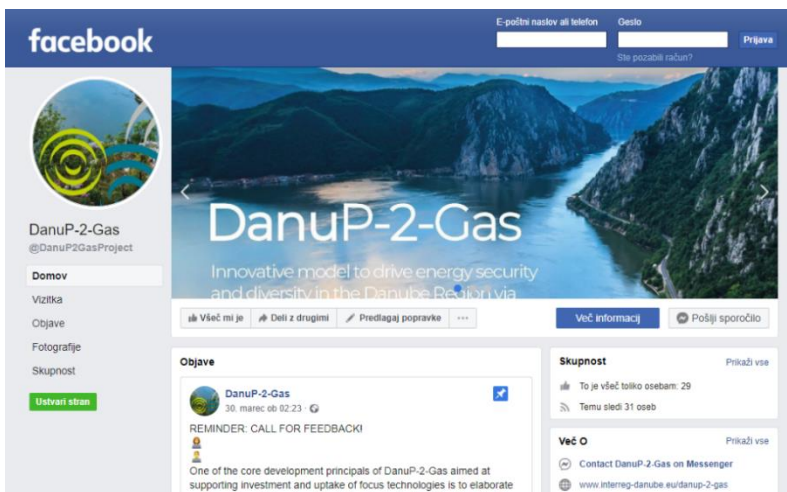 facebook
E-poštni naslov ali telefon
Geslo
Prijava
Ste pozabili račun?
DanuP-2-Gas
@DanuP2GasProject
Domov
Vizitka
Objave
Fotografije
Skupnost
Ustvari stran
DanuP-2-Gas
Innovative model to drive energy security
and diversity in the Danube Region via
Všeč mi je
Deli z drugimi
Predlagaj popravke
Več informacij
Pošlji sporočilo
Objave
DanuP-2-Gas
30. marec ob 02:23 ·
REMINDER: CALL FOR FEEDBACK!
One of the core development principals of DanuP-2-Gas aimed at
supporting investment and uptake of focus technologies is to elaborate
Skupnost
Prikaži vse
To je všeč toliko osebam: 29
Temu sledi 31 oseb
Več O
Prikaži vse
Contact DanuP-2-Gas on Messenger
www.interreg-danube.eu/danup-2-gas